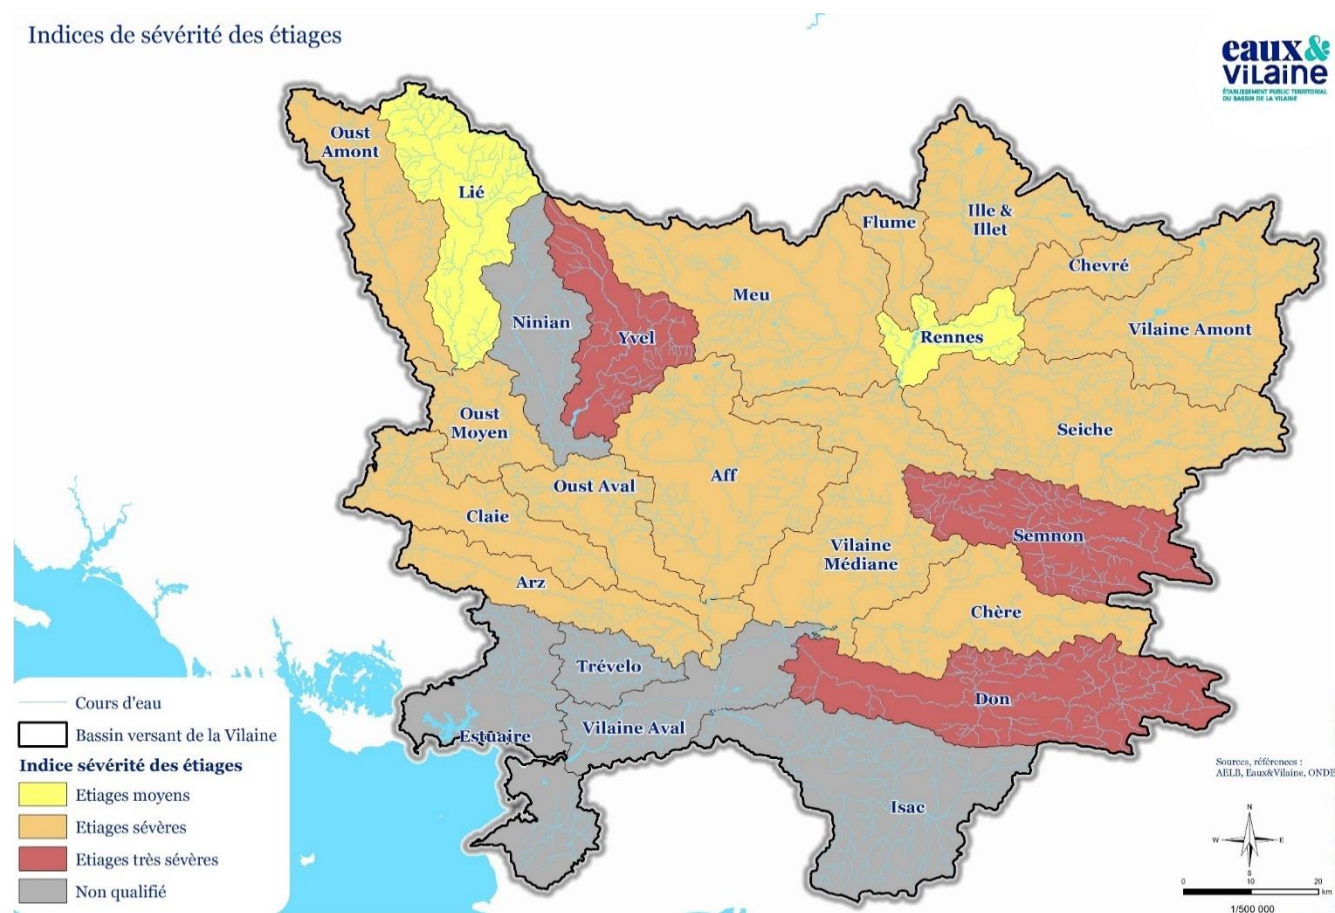 Indices de sévérité des étiages
eaux&
Vilaine
ÉTABLISSEMENT PUBLIC TERRITORIAL
DU BASSIN DE LA VILAINE
Oust
Amont
Lié
Flume
Ille &
Illet
Chevré
Meu
Ninian
Yvel
Rennes
Vilaine Amont
Oust
Moyen
Seiche
Aff
Oust Aval
Claie
Semnon
Vilaine
Médiane
Arz
Chère
Trévelo
Don
Estuaire
Vilaine Aval
Isac
Cours d'eau
Bassin versant de la Vilaine
Indice sévérité des étiages
Etiages moyens
Etiages sévères
Etiages très sévères
Non qualifié
Sources, références :
AELB, Eaux&Vilaine, ONDE
N
W
E
S
0
10
20
km
1/500 000